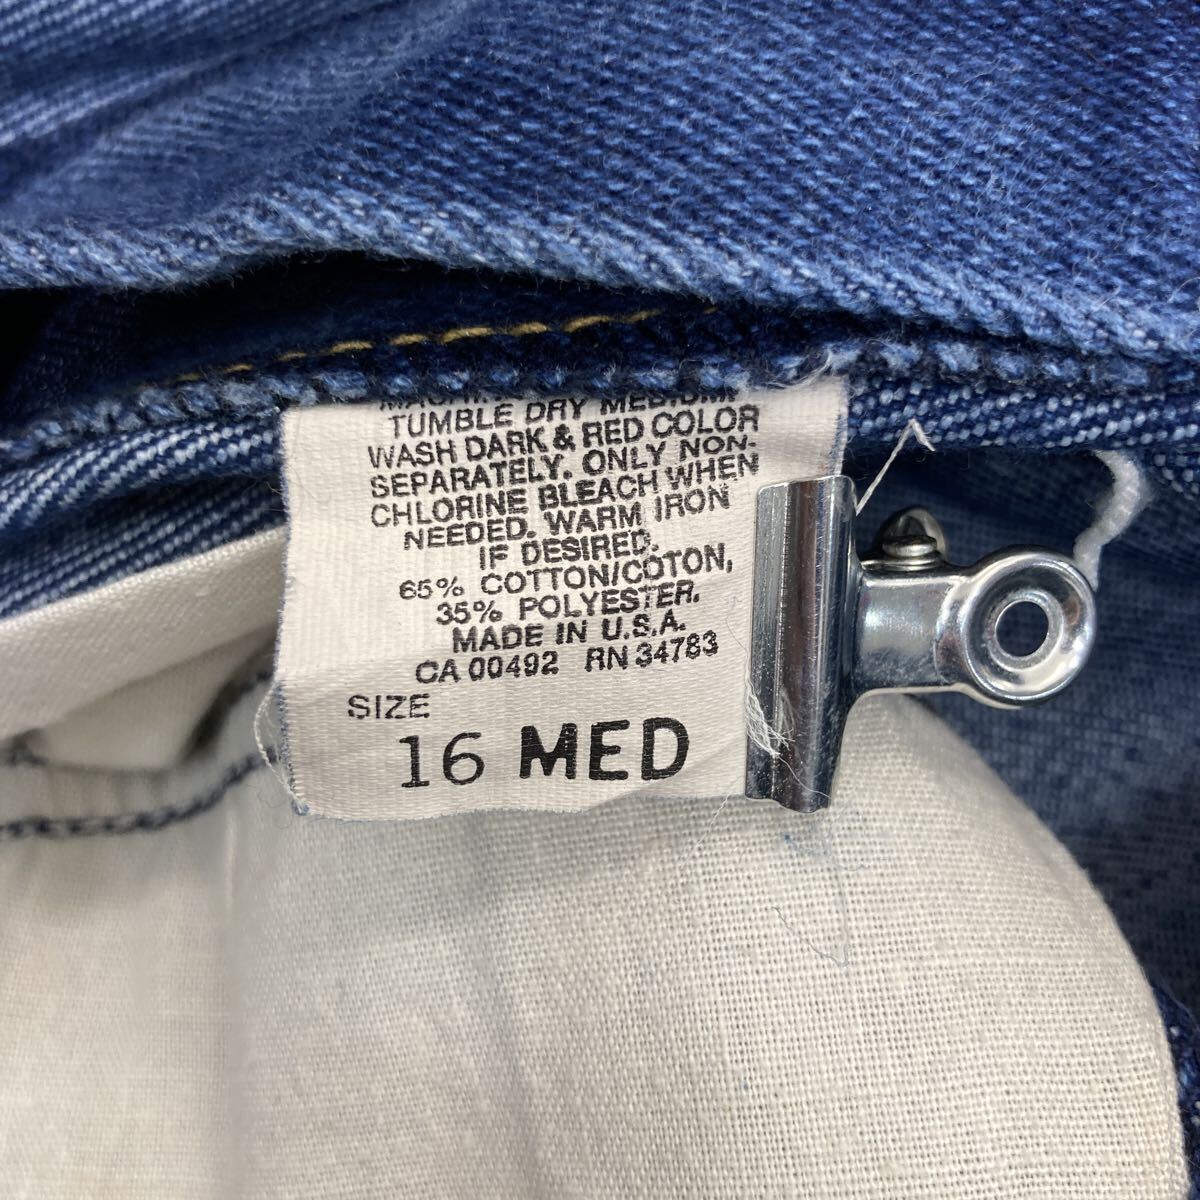 TUMBLE DRY MEDIUM.
WASH DARK & RED COLOR
SEPARATELY. ONLY NON-
CHLORINE BLEACH WHEN
NEEDED. WARM IRON
IF DESIRED.
65% COTTON/COTON,
35% POLYESTER.
MADE IN U.S.A.
CA 00492 RN 34783
SIZE
16 MED